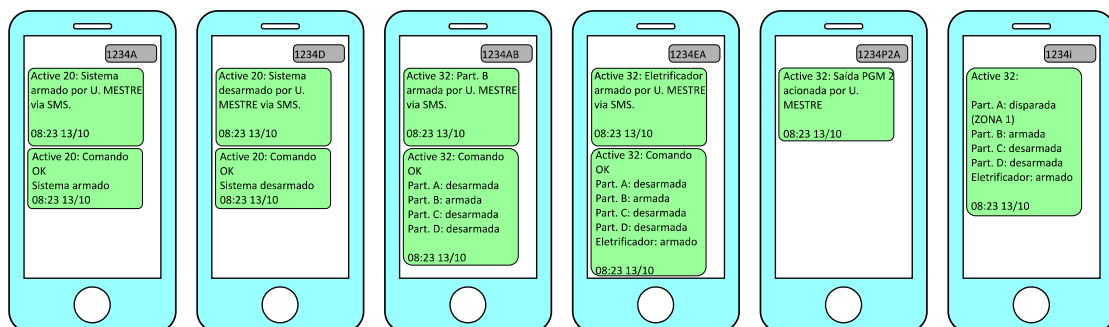 1234A
Active 20: Sistema
armado por U. MESTRE
via SMS.
08:23 13/10
Active 20: Comando
OK
Sistema armado
08:23 13/10
1234D
Active 20: Sistema
desarmado por U.
MESTRE via SMS.
08:23 13/10
Active 20: Comando
OK
Sistema desarmado
08:23 13/10
1234AB
Active 32: Part. B
armada por U. MESTRE
via SMS.
08:23 13/10
Active 32: Comando
OK
Part. A: desarmada
Part. B: armada
Part. C: desarmada
Part. D: desarmada
08:23 13/10
1234EA
Active 32: Eletrificador
armado por U. MESTRE
via SMS.
08:23 13/10
Active 32: Comando
OK
Part. A: desarmada
Part. B: armada
Part. C: desarmada
Part. D: desarmada
Eletrificador: armado
08:23 13/10
1234P2A
Active 32: Saída PGM 2
acionada por U.
MESTRE
08:23 13/10
1234i
Active 32:
Part. A: disparada
(ZONA 1)
Part. B: armada
Part. C: desarmada
Part. D: desarmada
Eletrificador: armado
08:23 13/10